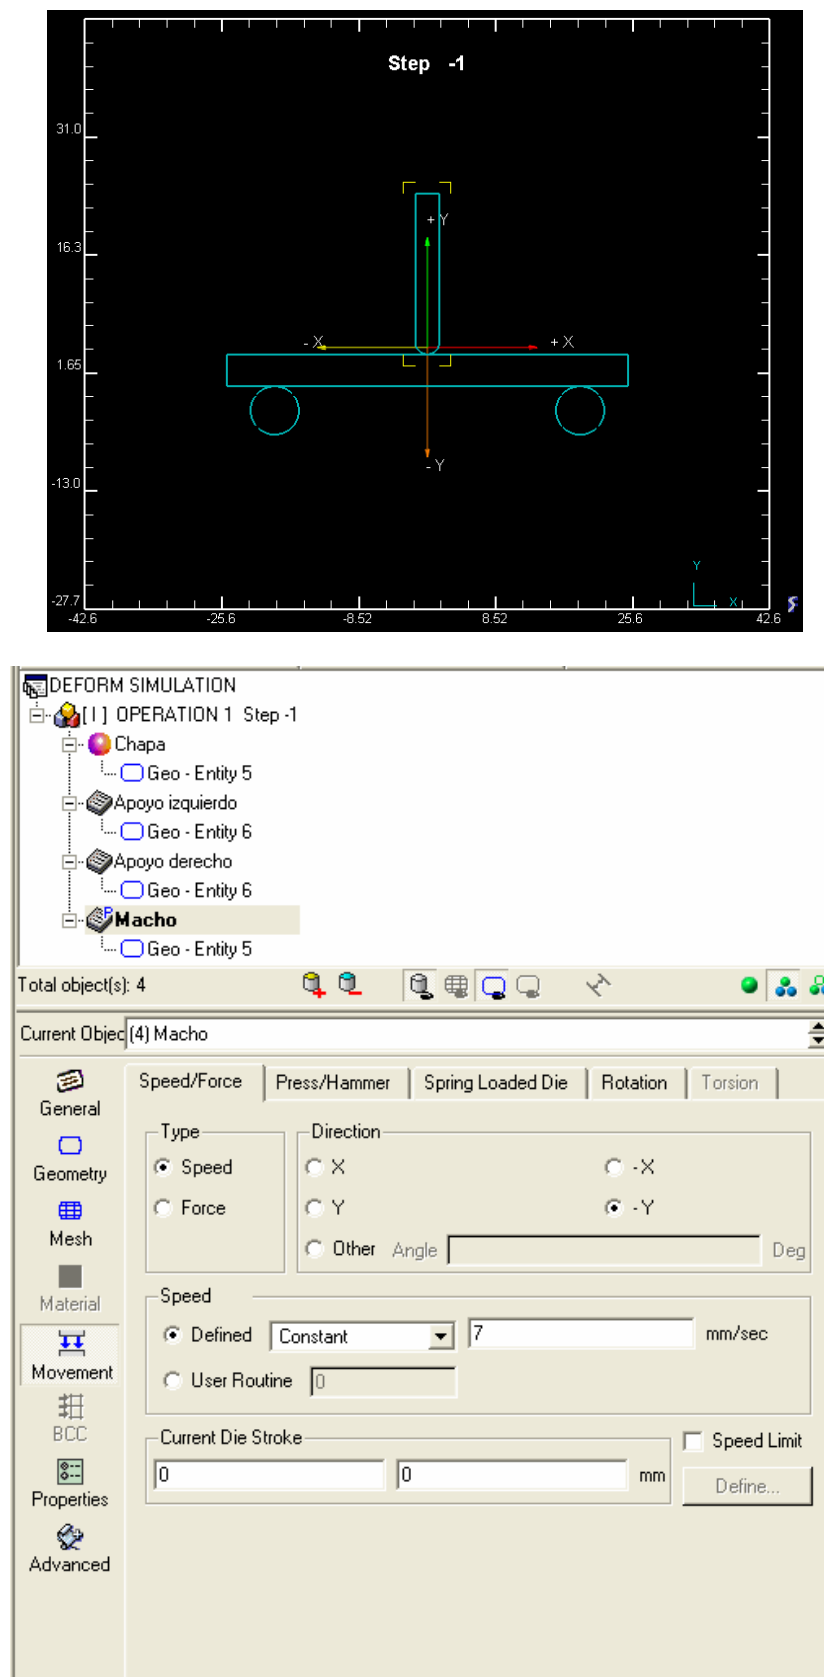 Step -1
31.0
+ Y
16.3
- X
+ X
1.65
- Y
-13.0
Y
X
-27.7
-42.6 -25.6 -8.52 8.52 25.6 42.6
DEFORM SIMULATION
[ I ] OPERATION 1 Step -1
Chapa
Geo - Entity 5
Apoyo izquierdo
Geo - Entity 6
Apoyo derecho
Geo - Entity 6
P Macho
Geo - Entity 5
Total object(s): 4
Current Objec (4) Macho
General
Geometry
Mesh
Material
Movement
BCC
Properties
Advanced
Speed/Force Press/Hammer Spring Loaded Die Rotation Torsion
Type
Speed
Force
Direction
X -X
Y -Y
Other Angle Deg
Speed
Defined Constant 7 mm/sec
User Routine 0
Current Die Stroke
0 0 mm
Speed Limit
Define...